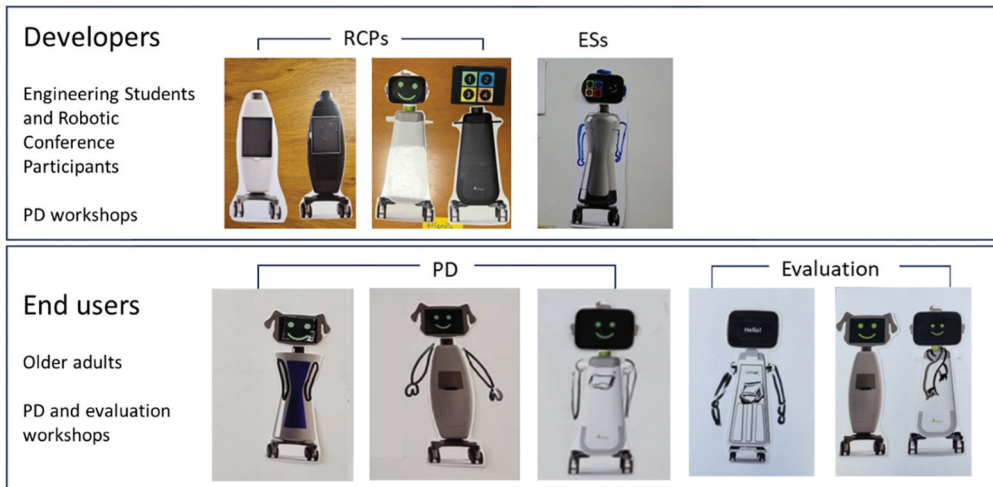 Developers
RCPs
ESs
Engineering Students
and Robotic
Conference
Participants
PD workshops
1 2
3 4
End users
PD
Evaluation
Older adults
PD and evaluation
workshops
Hello!